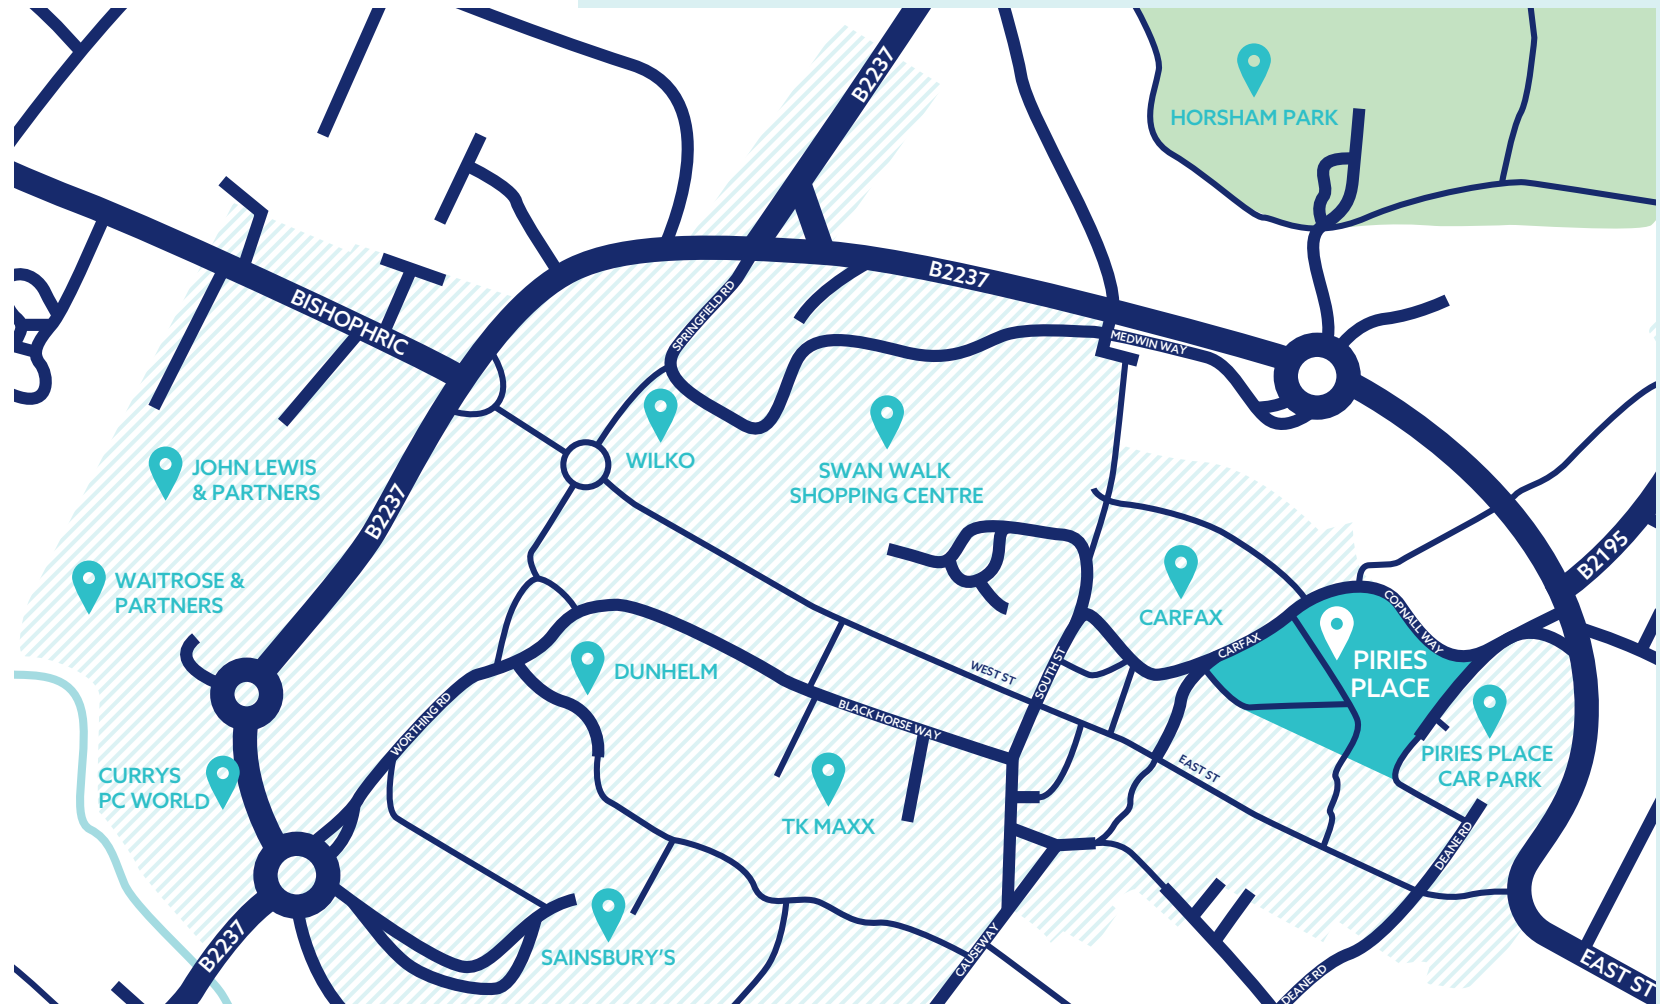 B2237
HORSHAM PARK
B2237
BISHOPHRIC
SPRINGFIELD RD
MEDWIN WAY
WILKO
SWAN WALK
SHOPPING CENTRE
JOHN LEWIS
& PARTNERS
B2237
B2195
WAITROSE &
PARTNERS
CARFAX
COPNALL WAY
CARFAX
PIRIES
PLACE
DUNHELM
WEST ST
SOUTH ST
WORTHING RD
BLACK HORSE WAY
PIRIES PLACE
CAR PARK
EAST ST
CURRYS
PC WORLD
TK MAXX
DEANE RD
SAINSBURY'S
B2237
CAUSEWAY
DEANE RD
EAST ST